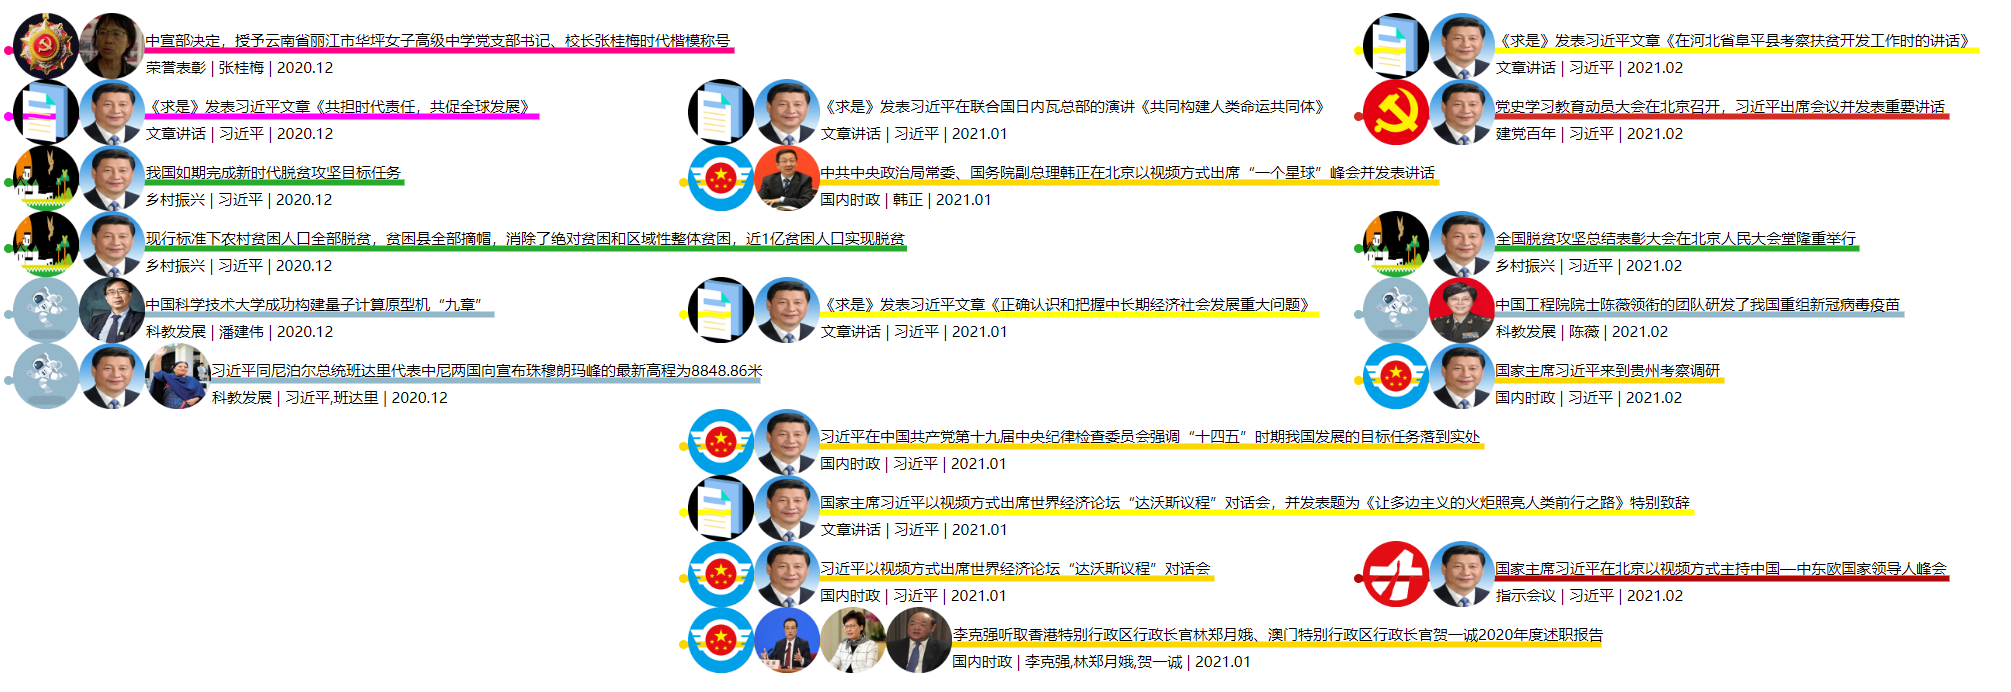 中宣部决定，授予云南省丽江市华坪女子高级中学党支部书记、校长张桂梅时代楷模称号
荣誉表彰 | 张桂梅 | 2020.12
《求是》发表习近平文章《共担时代责任，共促全球发展》
文章讲话 | 习近平 | 2020.12
我国如期完成新时代脱贫攻坚目标任务
乡村振兴 | 习近平 | 2020.12
现行标准下农村贫困人口全部脱贫，贫困县全部摘帽，消除了绝对贫困和区域性整体贫困，近1亿贫困人口实现脱贫
乡村振兴 | 习近平 | 2020.12
中国科学技术大学成功构建量子计算原型机“九章”
科教发展 | 潘建伟 | 2020.12
习近平同尼泊尔总统班达里代表中尼两国向宣布珠穆朗玛峰的最新高程为8848.86米
科教发展 | 习近平,班达里 | 2020.12
《求是》发表习近平在联合国日内瓦总部的演讲《共同构建人类命运共同体》
文章讲话 | 习近平 | 2021.01
中共中央政治局常委、国务院副总理韩正在北京以视频方式出席“一个星球”峰会并发表讲话
国内时政 | 韩正 | 2021.01
《求是》发表习近平文章《正确认识和把握中长期经济社会发展重大问题》
文章讲话 | 习近平 | 2021.01
习近平在中国共产党第十九届中央纪律检查委员会强调“十四五”时期我国发展的目标任务落到实处
国内时政 | 习近平 | 2021.01
国家主席习近平以视频方式出席世界经济论坛“达沃斯议程”对话会，并发表题为《让多边主义的火炬照亮人类前行之路》特别致辞
文章讲话 | 习近平 | 2021.01
习近平以视频方式出席世界经济论坛“达沃斯议程”对话会
国内时政 | 习近平 | 2021.01
李克强听取香港特别行政区行政长官林郑月娥、澳门特别行政区行政长官贺一诚2020年度述职报告
国内时政 | 李克强,林郑月娥,贺一诚 | 2021.01
《求是》发表习近平文章《在河北省阜平县考察扶贫开发工作时的讲话》
文章讲话 | 习近平 | 2021.02
党史学习教育动员大会在北京召开，习近平出席会议并发表重要讲话
建党百年 | 习近平 | 2021.02
全国脱贫攻坚总结表彰大会在北京人民大会堂隆重举行
乡村振兴 | 习近平 | 2021.02
中国工程院院士陈薇领衔的团队研发了我国重组新冠病毒疫苗
科教发展 | 陈薇 | 2021.02
国家主席习近平来到贵州考察调研
国内时政 | 习近平 | 2021.02
国家主席习近平在北京以视频方式主持中国—中东欧国家领导人峰会
指示会议 | 习近平 | 2021.02